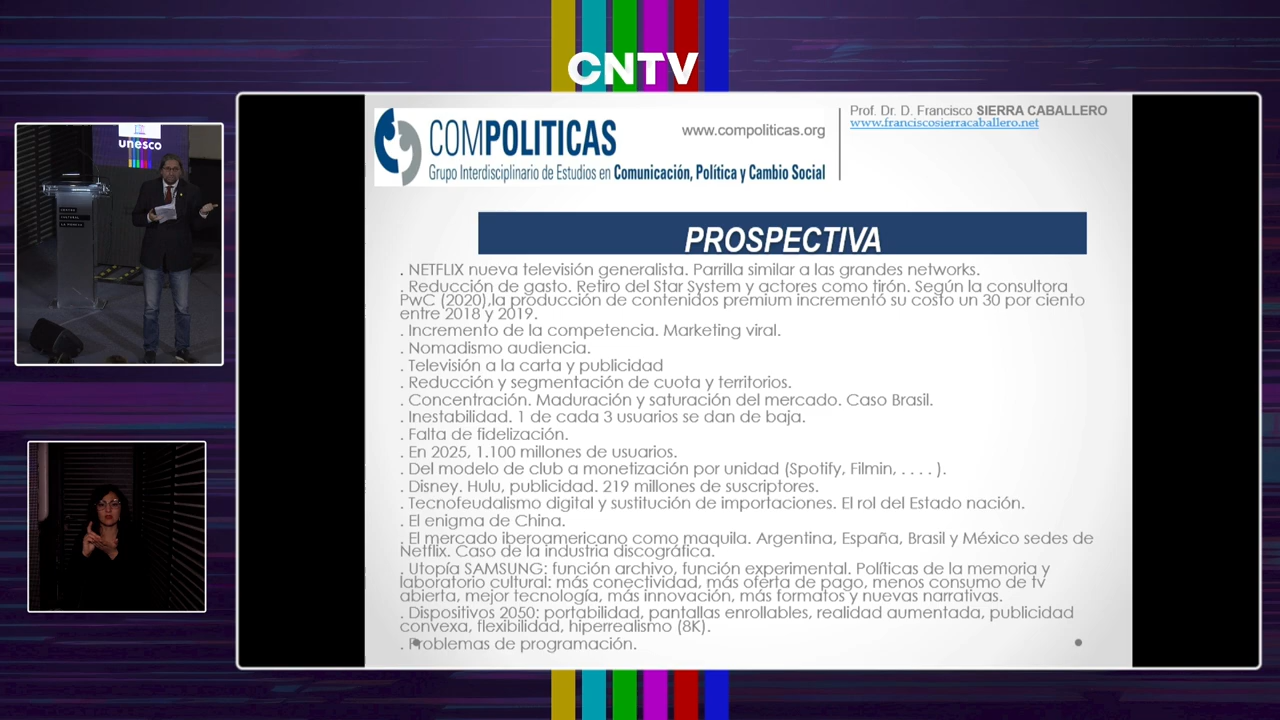 CNTV
unesco
COMPOLITICAS
www.compoliticas.org
Grupo Interdisciplinario de Estudios en Comunicación, Política y Cambio Social
Prof. Dr. D. Francisco SIERRA CABALLERO
www.franciscosierracaballero.net
PROSPECTIVA
. NETFLIX nueva televisión generalista. Parrilla similar a las grandes networks.
. Reducción de gasto. Retiro del Star System y actores como tirón. Según la consultora
PwC (2020),la producción de contenidos premium incrementó su costo un 30 por ciento
entre 2018 y 2019.
. Incremento de la competencia. Marketing viral.
. Nomadismo audiencia.
. Televisión a la carta y publicidad
. Reducción y segmentación de cuota y territorios.
. Concentración. Maduración y saturación del mercado. Caso Brasil.
. Inestabilidad. 1 de cada 3 usuarios se dan de baja.
. Falta de fidelización.
. En 2025, 1.100 millones de usuarios.
. Del modelo de club a monetización por unidad (Spotify, Filmin, . . . . ).
. Disney. Hulu, publicidad. 219 millones de suscriptores.
. Tecnofeudalismo digital y sustitución de importaciones. El rol del Estado nación.
. El enigma de China.
. El mercado iberoamericano como maquila. Argentina, España, Brasil y México sedes de
Netflix. Caso de la industria discográfica.
. Utopía SAMSUNG: función archivo, función experimental. Políticas de la memoria y
laboratorio cultural: más conectividad, más oferta de pago, menos consumo de tv
abierta, mejor tecnología, más innovación, más formatos y nuevas narrativas.
. Dispositivos 2050: portabilidad, pantallas enrollables, realidad aumentada, publicidad
convexa, flexibilidad, hiperrealismo (8K).
. Problemas de programación.